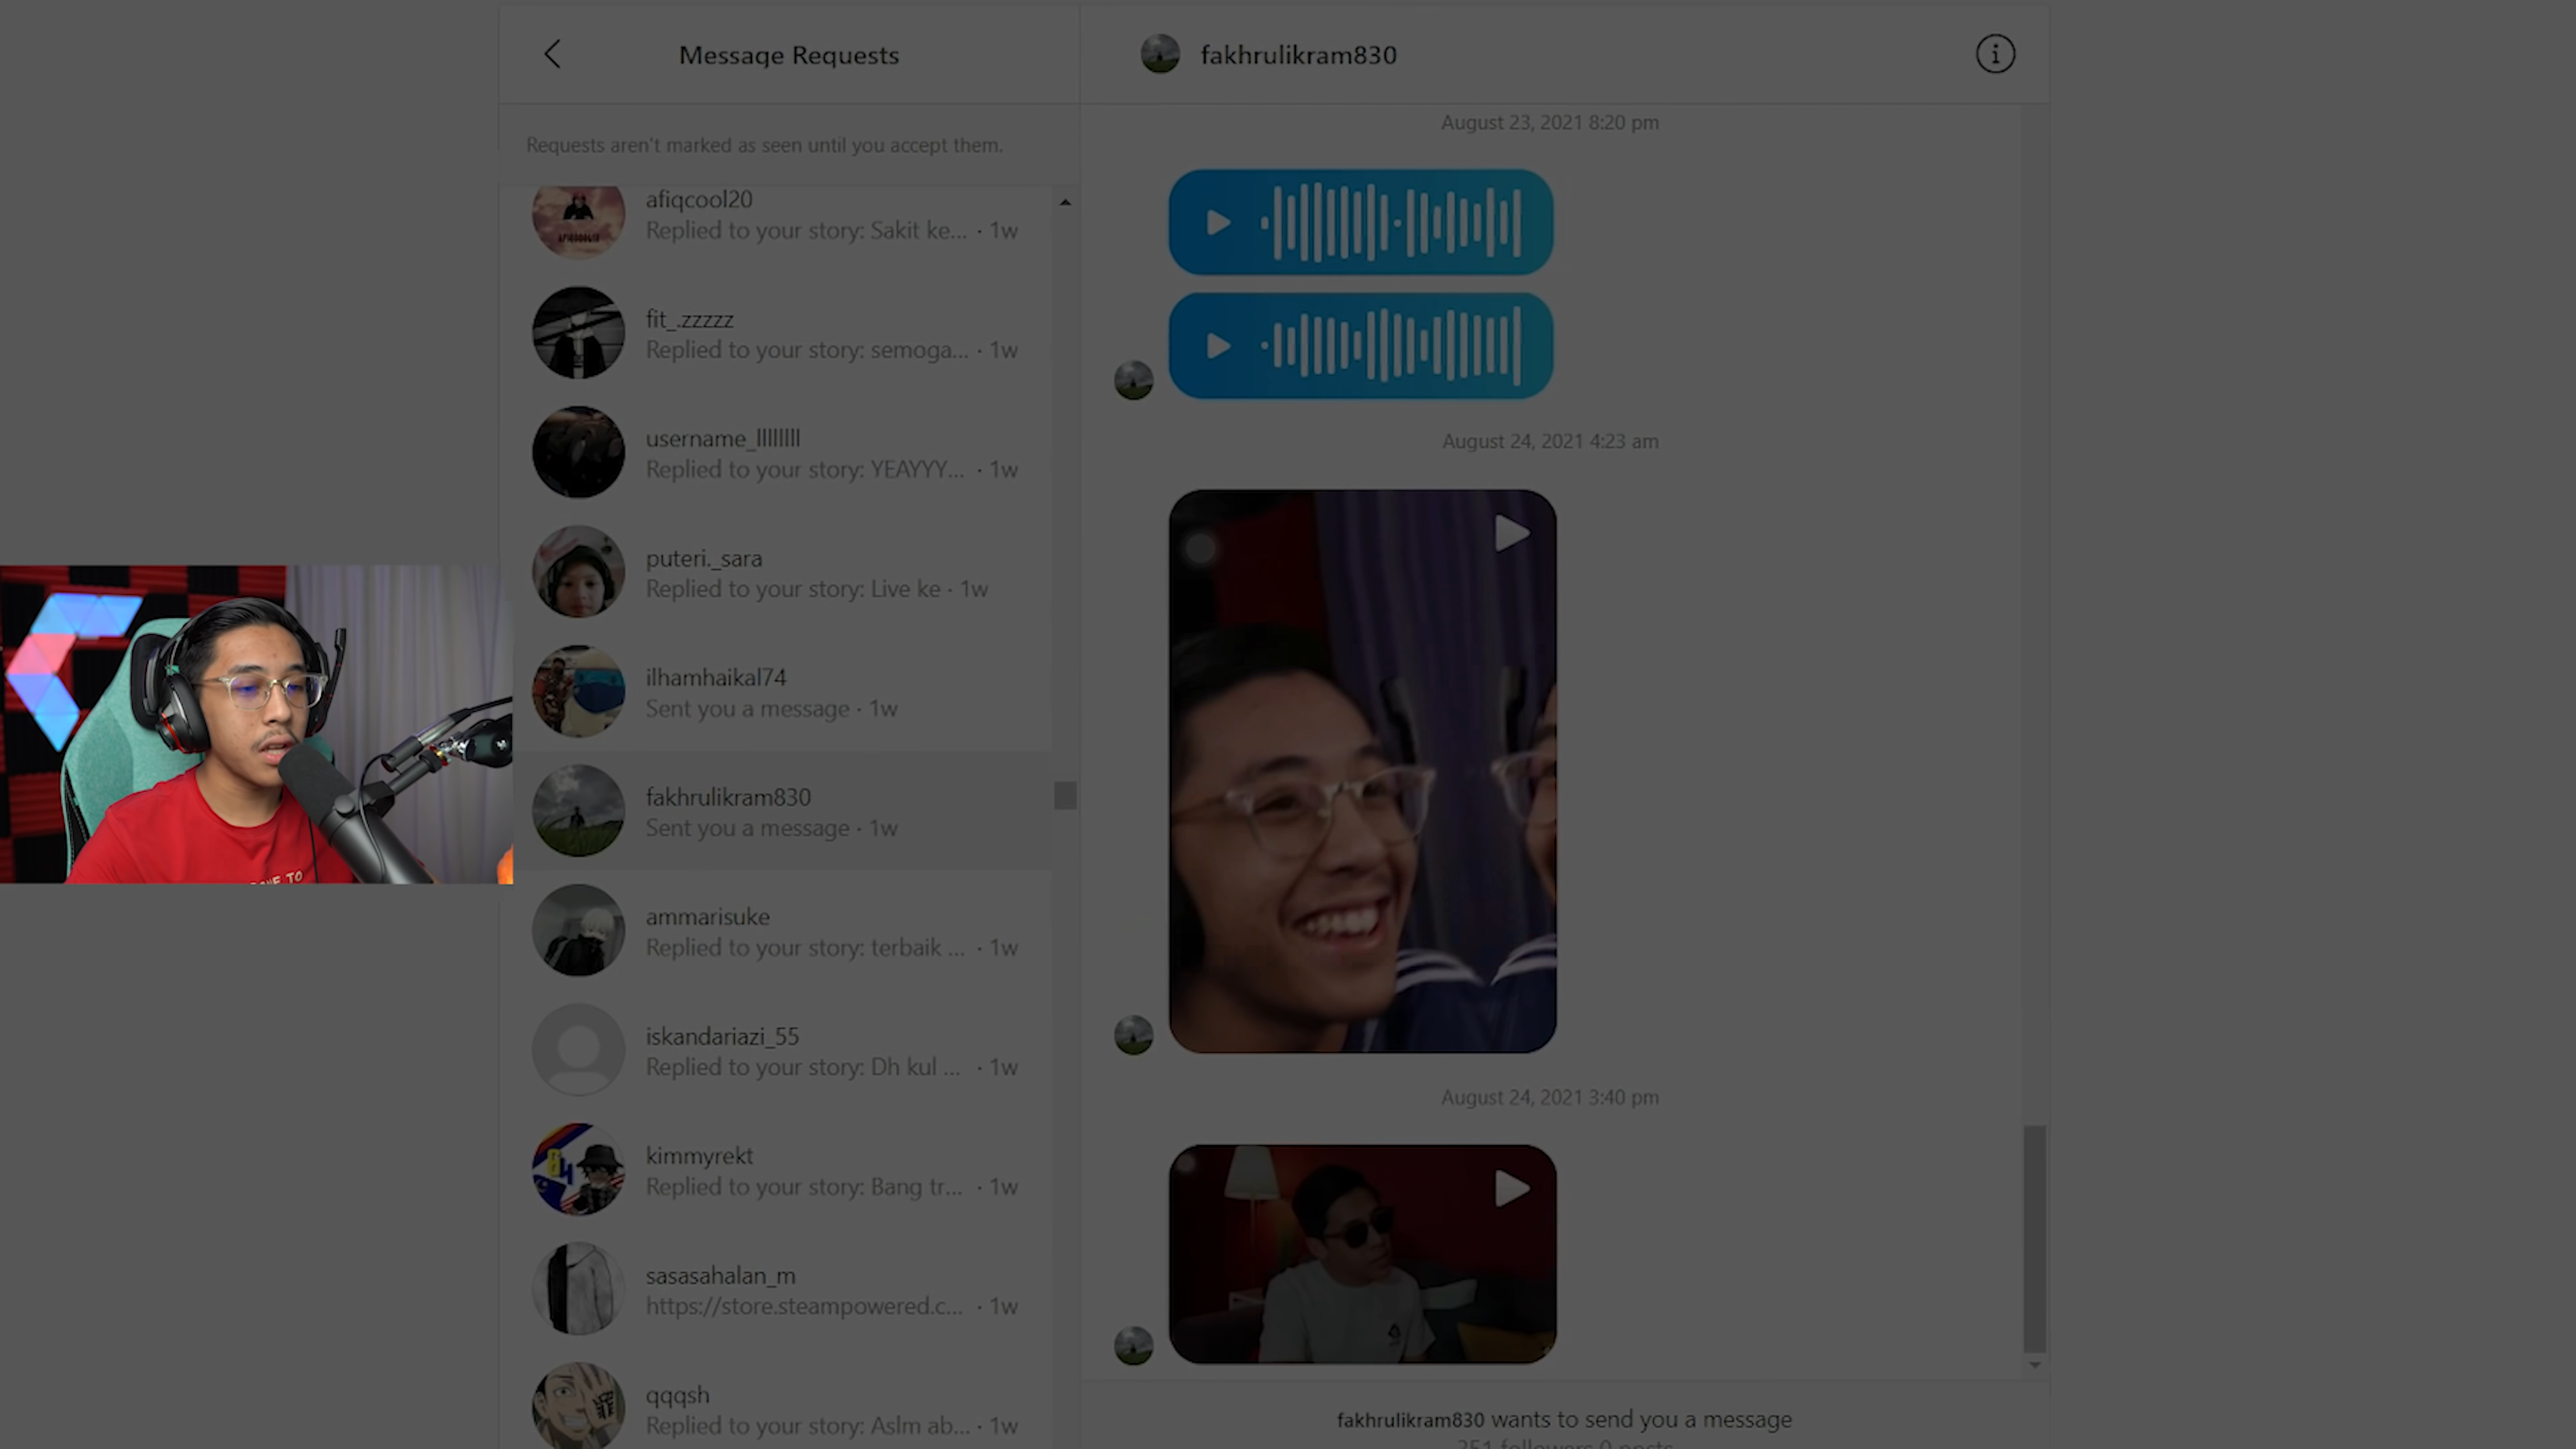 Message Requests
Requests aren't marked as seen until you accept them.
afiqcool20
Replied to your story: Sakit ke... · 1w
fit_.zzzzz
Replied to your story: semoga... · 1w
username_llllllll
Replied to your story: YEAYYY... · 1w
puteri._sara
Replied to your story: Live ke · 1w
ilhamhaikal74
Sent you a message · 1w
fakhrulikram830
Sent you a message · 1w
ammarisuke
Replied to your story: terbaik ... · 1w
iskandariazi_55
Replied to your story: Dh kul ... · 1w
kimmyrekt
Replied to your story: Bang tr... · 1w
sasasahalan_m
https://store.steampowered.c... · 1w
qqqsh
Replied to your story: Aslm ab... · 1w
fakhrulikram830
August 23, 2021 8:20 pm
August 24, 2021 4:23 am
August 24, 2021 3:40 pm
fakhrulikram830 wants to send you a message
351 followers 0 posts
TO